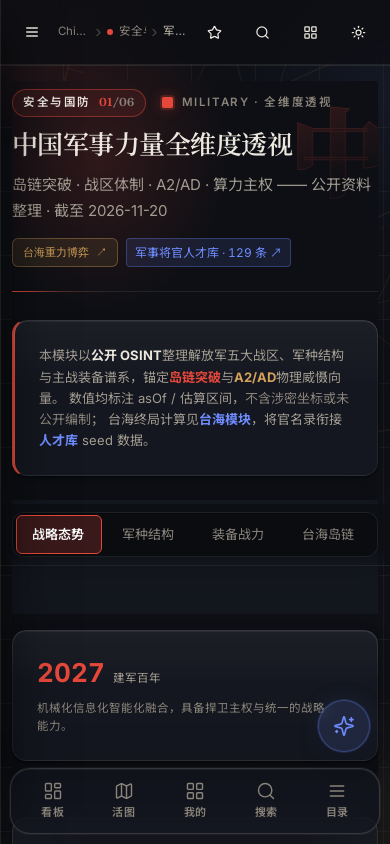 Chi... > 安全与 > 军...
安全与国防 01/06 MILITARY · 全维度透视
中国军事力量全维度透视
岛链突破 · 战区体制 · A2/AD · 算力主权 —— 公开资料
整理 · 截至 2026-11-20
台海重力博弈 ↗ 军事将官人才库 · 129 条 ↗
本模块以公开 OSINT整理解放军五大战区、军种结构
与主战装备谱系，锚定岛链突破与A2/AD物理威慑向
量。 数值均标注 asOf / 估算区间，不含涉密坐标或未
公开编制； 台海终局计算见台海模块，将官名录衔接
人才库 seed 数据。
战略态势 军种结构 装备战力 台海岛链
2027 建军百年
机械化信息化智能化融合，具备捍卫主权与统一的战略
能力。
看板 活图 我的 搜索 目录